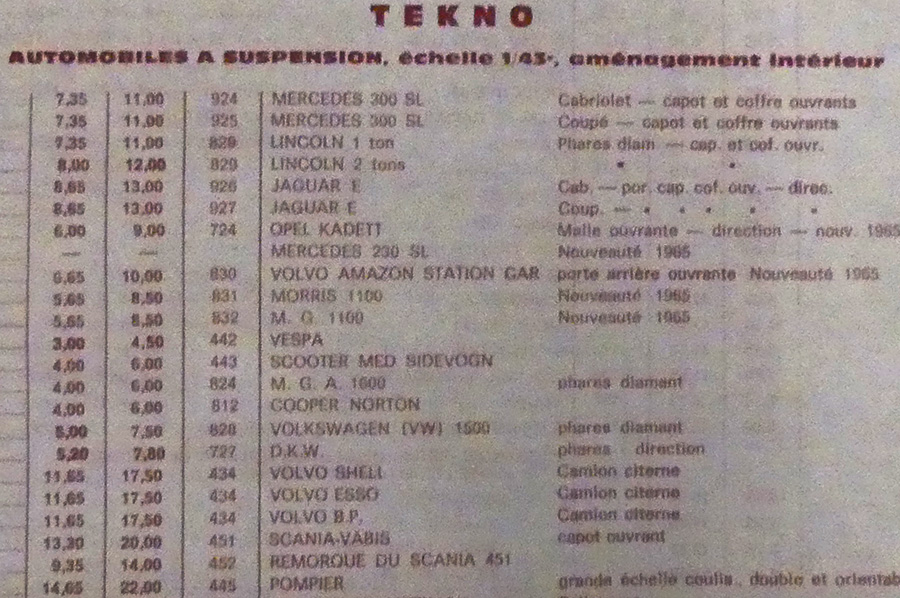 TEKNO
AUTOMOBILES A SUSPENSION, échelle 1/43e, aménagement intérieur
7,35 11,00 924 MERCEDES 300 SL Cabriolet — capot et coffre ouvrants
7,35 11,00 925 MERCEDES 300 SL Coupé — capot et coffre ouvrants
7,35 11,00 829 LINCOLN 1 ton Phares diam — cap. et cof. ouvr.
8,00 12,00 829 LINCOLN 2 tons " "
8,65 13,00 926 JAGUAR E Cab. — por. cap. cof. ouv. — direc.
8,65 13,00 927 JAGUAR E Coup. — " " " " "
6,00 9,00 724 OPEL KADETT Malle ouvrante — direction — nouv. 1965
— — MERCEDES 230 SL Nouveauté 1965
6,65 10,00 830 VOLVO AMAZON STATION CAR porte arrière ouvrante Nouveauté 1965
5,65 8,50 831 MORRIS 1100 Nouveauté 1965
5,65 8,50 832 M. G. 1100 Nouveauté 1965
3,00 4,50 442 VESPA
4,00 6,00 443 SCOOTER MED SIDEVOGN
4,00 6,00 824 M. G. A. 1600 phares diamant
4,00 6,00 812 COOPER NORTON
5,00 7,50 828 VOLKSWAGEN (VW) 1500 phares diamant
5,20 7,80 727 D.K.W. phares direction
11,65 17,50 434 VOLVO SHELL Camion citerne
11,65 17,50 434 VOLVO ESSO Camion citerne
11,65 17,50 434 VOLVO B.P. Camion citerne
13,30 20,00 451 SCANIA-VABIS capot ouvrant
9,35 14,00 452 REMORQUE DU SCANIA 451
14,65 22,00 445 POMPIER grande échelle coulis., double et orientab